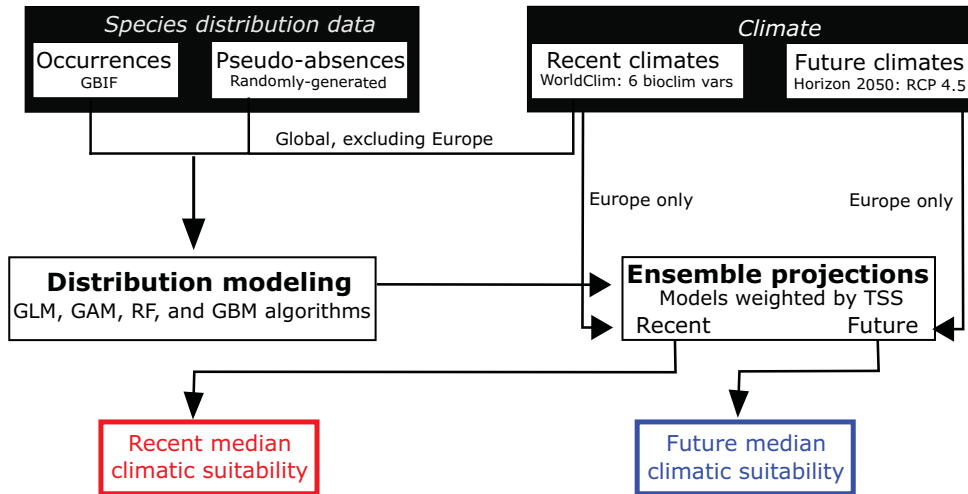 Species distribution data
Occurrences
GBIF
Pseudo-absences
Randomly-generated
Climate
Recent climates
WorldClim: 6 bioclim vars
Future climates
Horizon 2050: RCP 4.5
Global, excluding Europe
Europe only
Europe only
Distribution modeling
GLM, GAM, RF, and GBM algorithms
Ensemble projections
Models weighted by TSS
Recent
Future
Recent median
climatic suitability
Future median
climatic suitability